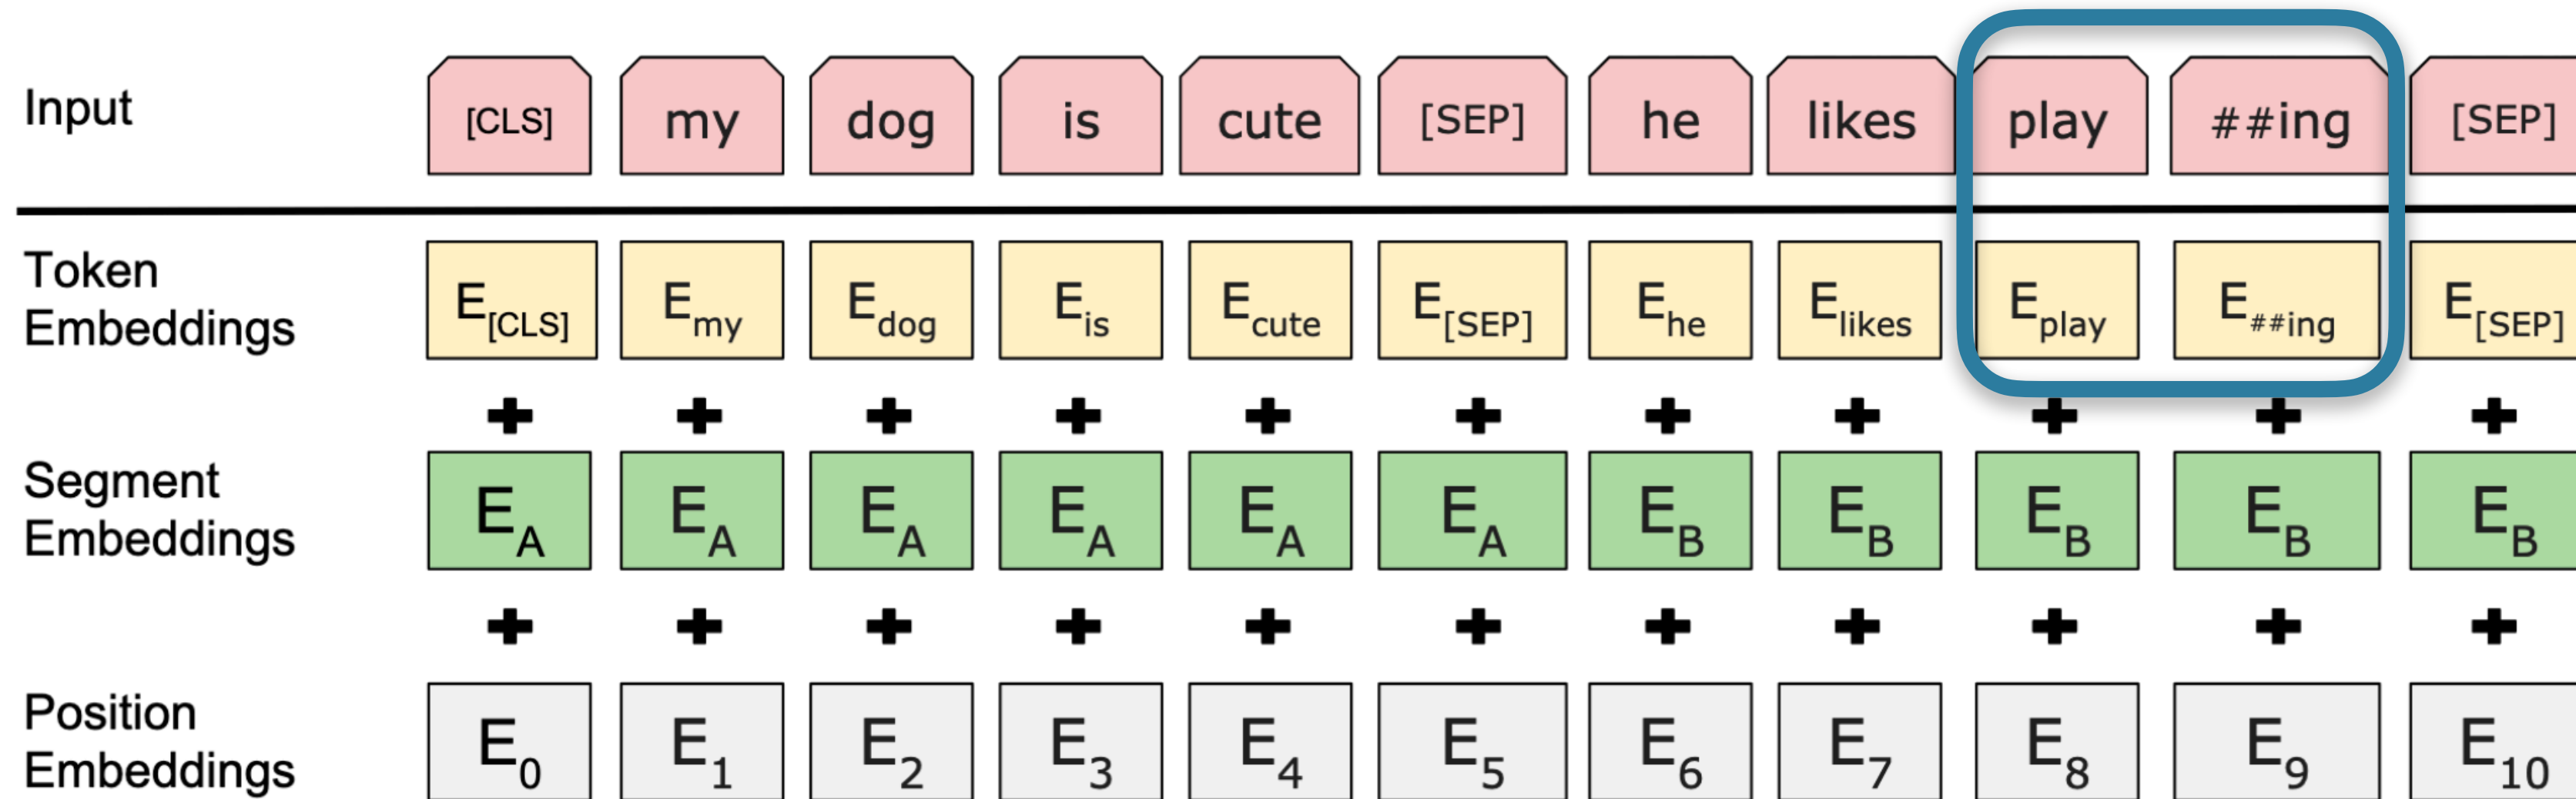 Input [CLS] my dog is cute [SEP] he likes play ##ing [SEP]
Token Embeddings E[CLS] Emy Edog Eis Ecute E[SEP] Ehe Elikes Eplay E##ing E[SEP]
Segment Embeddings EA EA EA EA EA EA EB EB EB EB EB
Position Embeddings E0 E1 E2 E3 E4 E5 E6 E7 E8 E9 E10